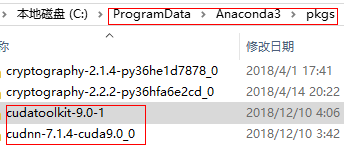 本地磁盘 (C:) › ProgramData › Anaconda3 › pkgs
名称 修改日期
cryptography-2.1.4-py36he1d7878_0 2018/4/1 17:41
cryptography-2.2.2-py36hfa6e2cd_0 2018/4/14 20:22
cudatoolkit-9.0-1 2018/12/10 4:06
cudnn-7.1.4-cuda9.0_0 2018/12/10 3:42